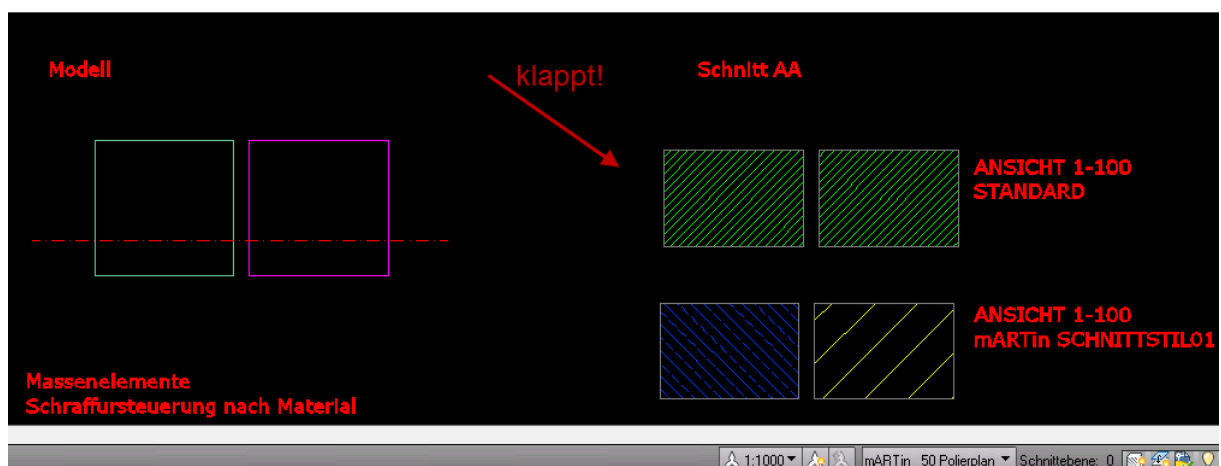 Modell
klappt!
Schnitt AA
ANSICHT 1-100
STANDARD
ANSICHT 1-100
mARTin SCHNITTSTIL01
Massenelemente
Schraffursteuerung nach Material
1:1000 mARTin_50 Polierplan Schnittebene: 0